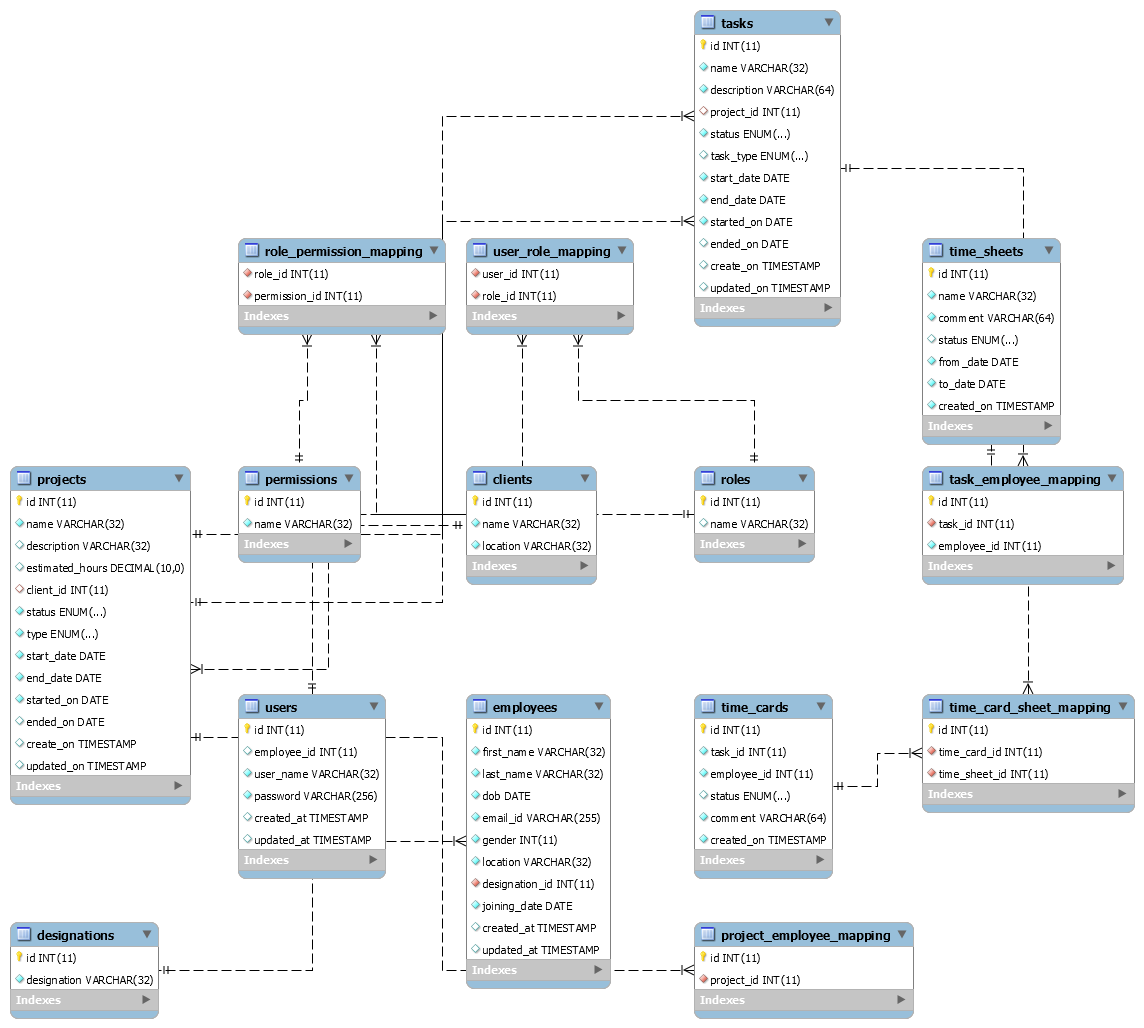 tasks
id INT(11)
name VARCHAR(32)
description VARCHAR(64)
project_id INT(11)
status ENUM(...)
task_type ENUM(...)
start_date DATE
end_date DATE
started_on DATE
ended_on DATE
create_on TIMESTAMP
updated_on TIMESTAMP
Indexes
role_permission_mapping
role_id INT(11)
permission_id INT(11)
Indexes
user_role_mapping
user_id INT(11)
role_id INT(11)
Indexes
time_sheets
id INT(11)
name VARCHAR(32)
comment VARCHAR(64)
status ENUM(...)
from_date DATE
to_date DATE
created_on TIMESTAMP
Indexes
projects
id INT(11)
name VARCHAR(32)
description VARCHAR(32)
estimated_hours DECIMAL(10,0)
client_id INT(11)
status ENUM(...)
type ENUM(...)
start_date DATE
end_date DATE
started_on DATE
ended_on DATE
create_on TIMESTAMP
updated_on TIMESTAMP
Indexes
permissions
id INT(11)
name VARCHAR(32)
Indexes
clients
id INT(11)
name VARCHAR(32)
location VARCHAR(32)
Indexes
roles
id INT(11)
name VARCHAR(32)
Indexes
task_employee_mapping
id INT(11)
task_id INT(11)
employee_id INT(11)
Indexes
users
id INT(11)
employee_id INT(11)
user_name VARCHAR(32)
password VARCHAR(256)
created_at TIMESTAMP
updated_at TIMESTAMP
Indexes
employees
id INT(11)
first_name VARCHAR(32)
last_name VARCHAR(32)
dob DATE
email_id VARCHAR(255)
gender INT(11)
location VARCHAR(32)
designation_id INT(11)
joining_date DATE
created_at TIMESTAMP
updated_at TIMESTAMP
Indexes
time_cards
id INT(11)
task_id INT(11)
employee_id INT(11)
status ENUM(...)
comment VARCHAR(64)
created_on TIMESTAMP
Indexes
time_card_sheet_mapping
id INT(11)
time_card_id INT(11)
time_sheet_id INT(11)
Indexes
designations
id INT(11)
designation VARCHAR(32)
Indexes
project_employee_mapping
id INT(11)
project_id INT(11)
Indexes